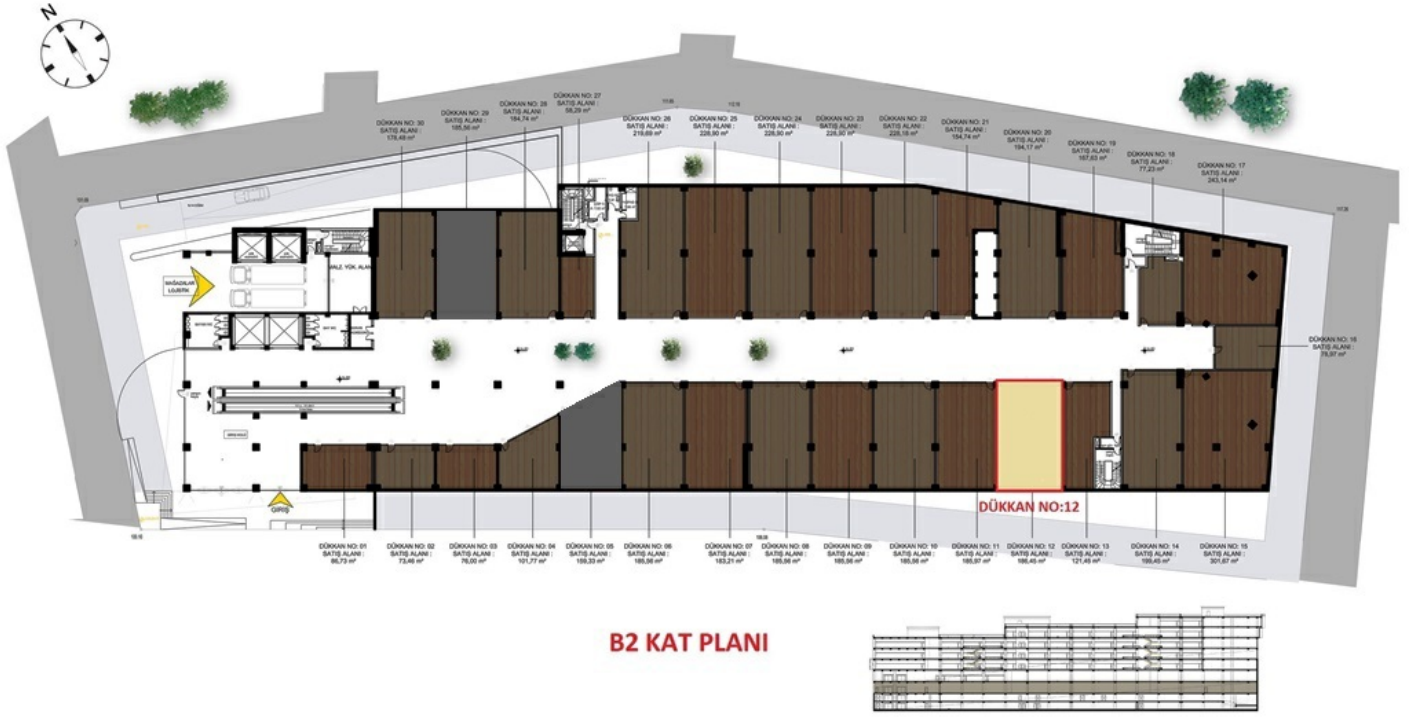 N
DÜKKAN NO: 30
SATIŞ ALANI :
178,48 m²
DÜKKAN NO: 29
SATIŞ ALANI :
185,56 m²
DÜKKAN NO: 28
SATIŞ ALANI :
184,74 m²
DÜKKAN NO: 27
SATIŞ ALANI :
58,29 m²
DÜKKAN NO: 26
SATIŞ ALANI :
219,69 m²
DÜKKAN NO: 25
SATIŞ ALANI :
228,90 m²
DÜKKAN NO: 24
SATIŞ ALANI :
228,90 m²
DÜKKAN NO: 23
SATIŞ ALANI :
228,90 m²
DÜKKAN NO: 22
SATIŞ ALANI :
228,18 m²
DÜKKAN NO: 21
SATIŞ ALANI :
154,74 m²
DÜKKAN NO: 20
SATIŞ ALANI :
194,17 m²
DÜKKAN NO: 19
SATIŞ ALANI :
167,63 m²
DÜKKAN NO: 18
SATIŞ ALANI :
77,23 m²
DÜKKAN NO: 17
SATIŞ ALANI :
243,14 m²
MAĞAZALAR
LOJİSTİK
MALZ. YÜK. ALANI
DÜKKAN NO: 16
SATIŞ ALANI :
78,97 m²
GİRİŞ
DÜKKAN NO:12
DÜKKAN NO: 01
SATIŞ ALANI :
86,73 m²
DÜKKAN NO: 02
SATIŞ ALANI :
73,46 m²
DÜKKAN NO: 03
SATIŞ ALANI :
76,00 m²
DÜKKAN NO: 04
SATIŞ ALANI :
101,77 m²
DÜKKAN NO: 05
SATIŞ ALANI :
159,33 m²
DÜKKAN NO: 06
SATIŞ ALANI :
185,56 m²
DÜKKAN NO: 07
SATIŞ ALANI :
183,21 m²
DÜKKAN NO: 08
SATIŞ ALANI :
185,56 m²
DÜKKAN NO: 09
SATIŞ ALANI :
185,56 m²
DÜKKAN NO: 10
SATIŞ ALANI :
185,56 m²
DÜKKAN NO: 11
SATIŞ ALANI :
185,97 m²
DÜKKAN NO: 12
SATIŞ ALANI :
186,45 m²
DÜKKAN NO: 13
SATIŞ ALANI :
121,45 m²
DÜKKAN NO: 14
SATIŞ ALANI :
199,45 m²
DÜKKAN NO: 15
SATIŞ ALANI :
301,67 m²
B2 KAT PLANI